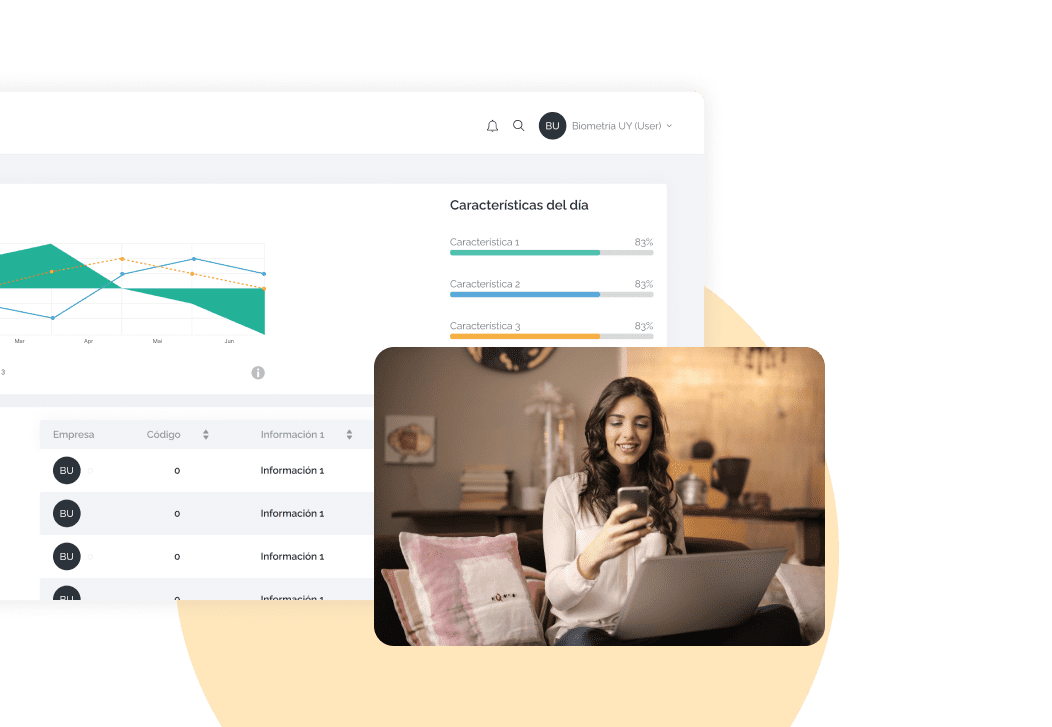 BU Biometria UY (User)
Características del día
Característica 1 83%
Característica 2 83%
Característica 3 83%
Mar Apr Mai Jun
3
Empresa Código Información 1
BU 0 0 Información 1
BU 0 Información 1
BU 0 0 Información 1
BU 0 Información 1